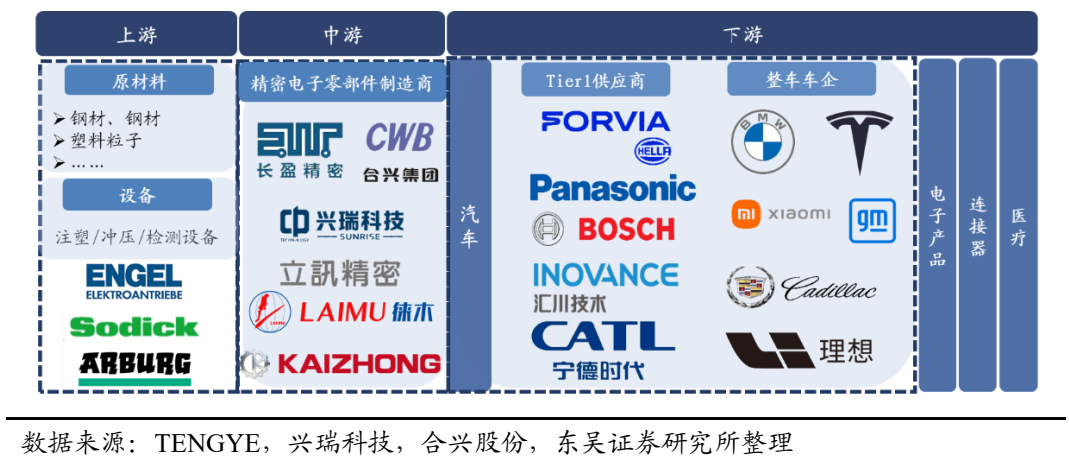 上游
中游
下游
原材料
➢ 钢材、钢材
➢ 塑料粒子
➢ … …
设备
注塑/冲压/检测设备
ENGEL
ELEKTROANTRIEBE
Sodick
ARBURG
精密电子零部件制造商
长盈精密
CWB
合兴集团
兴瑞科技
SUNRISE
立訊精密
LAIMU 徕木
KAIZHONG
汽车
Tier1供应商
FORVIA
HELLA
Panasonic
BOSCH
INOVANCE
汇川技术
CATL
宁德时代
整车车企
BMW
mi xiaomi
gm
Cadillac
理想
电子产品
连接器
医疗
数据来源：TENGYE，兴瑞科技，合兴股份，东吴证券研究所整理